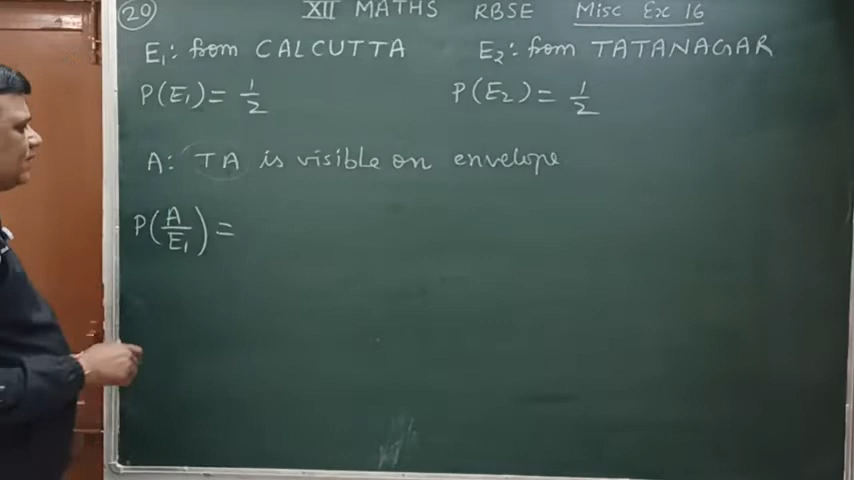 20 XII MATHS RBSE Misc Ex 16
E₁: from CALCUTTA E₂: from TATANAGAR
P(E₁) = 1/2 P(E₂) = 1/2
A: TA is visible on envelope
P(A/E₁) =